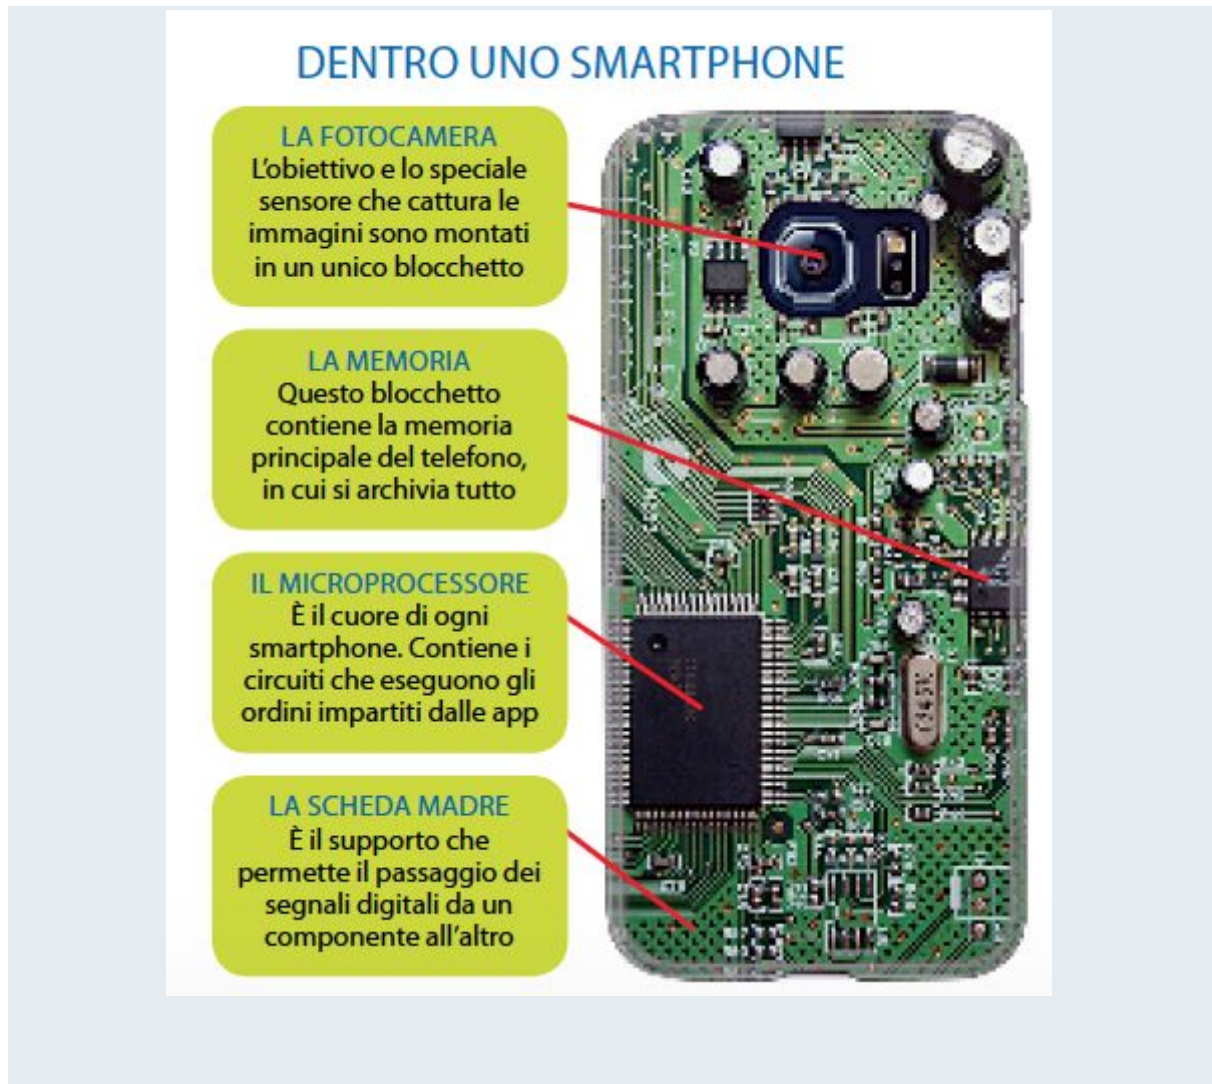 DENTRO UNO SMARTPHONE
LA FOTOCAMERA
L'obiettivo e lo speciale
sensore che cattura le
immagini sono montati
in un unico blocchetto
LA MEMORIA
Questo blocchetto
contiene la memoria
principale del telefono,
in cui si archivia tutto
IL MICROPROCESSORE
È il cuore di ogni
smartphone. Contiene i
circuiti che eseguono gli
ordini impartiti dalle app
LA SCHEDA MADRE
È il supporto che
permette il passaggio dei
segnali digitali da un
componente all'altro